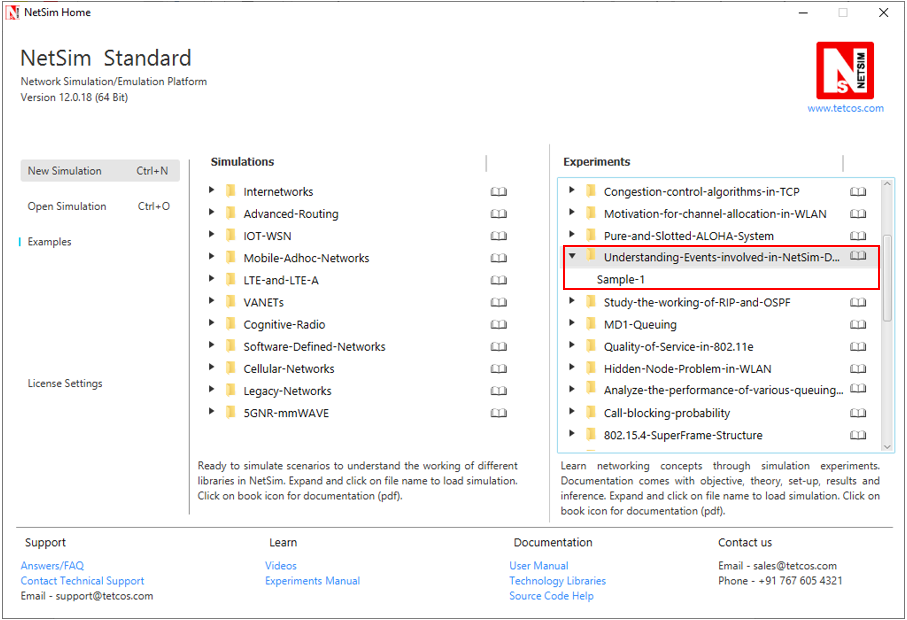 NetSim Home
NetSim Standard
Network Simulation/Emulation Platform
Version 12.0.18 (64 Bit)
N
S
NETSIM
www.tetcos.com
New Simulation Ctrl+N
Open Simulation Ctrl+O
Examples
License Settings
Simulations
Internetworks
Advanced-Routing
IOT-WSN
Mobile-Adhoc-Networks
LTE-and-LTE-A
VANETs
Cognitive-Radio
Software-Defined-Networks
Cellular-Networks
Legacy-Networks
5GNR-mmWAVE
Ready to simulate scenarios to understand the working of different
libraries in NetSim. Expand and click on file name to load simulation.
Click on book icon for documentation (pdf).
Experiments
Congestion-control-algorithms-in-TCP
Motivation-for-channel-allocation-in-WLAN
Pure-and-Slotted-ALOHA-System
Understanding-Events-involved-in-NetSim-D...
Sample-1
Study-the-working-of-RIP-and-OSPF
MD1-Queuing
Quality-of-Service-in-802.11e
Hidden-Node-Problem-in-WLAN
Analyze-the-performance-of-various-queuing...
Call-blocking-probability
802.15.4-SuperFrame-Structure
Learn networking concepts through simulation experiments.
Documentation comes with objective, theory, set-up, results and
inference. Expand and click on file name to load simulation. Click on
book icon for documentation (pdf).
Support
Answers/FAQ
Contact Technical Support
Email - support@tetcos.com
Learn
Videos
Experiments Manual
Documentation
User Manual
Technology Libraries
Source Code Help
Contact us
Email - sales@tetcos.com
Phone - +91 767 605 4321